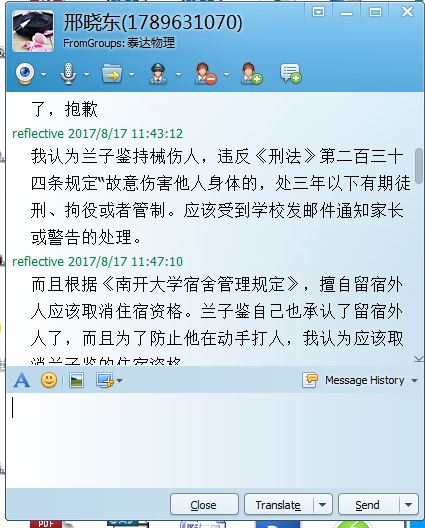 邢晓东(1789631070)
FromGroups: 泰达物理
了，抱歉
reflective 2017/8/17 11:43:12
我认为兰子鉴持械伤人，违反《刑法》第二百三十
四条规定“故意伤害他人身体的，处三年以下有期徒
刑、拘役或者管制。应该受到学校发邮件通知家长
或警告的处理。
reflective 2017/8/17 11:47:10
而且根据《南开大学宿舍管理规定》，擅自留宿外
人应该取消住宿资格。兰子鉴自己也承认了留宿外
人了，而且为了防止他在动手打人，我认为应该取
消兰子鉴的住宿资格
A
Message History
Close
Translate
Send
PDF